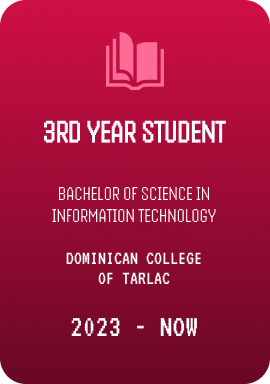 3RD YEAR STUDENT
BACHELOR OF SCIENCE IN
INFORMATION TECHNOLOGY
DOMINICAN COLLEGE
OF TARLAC
2023 - NOW